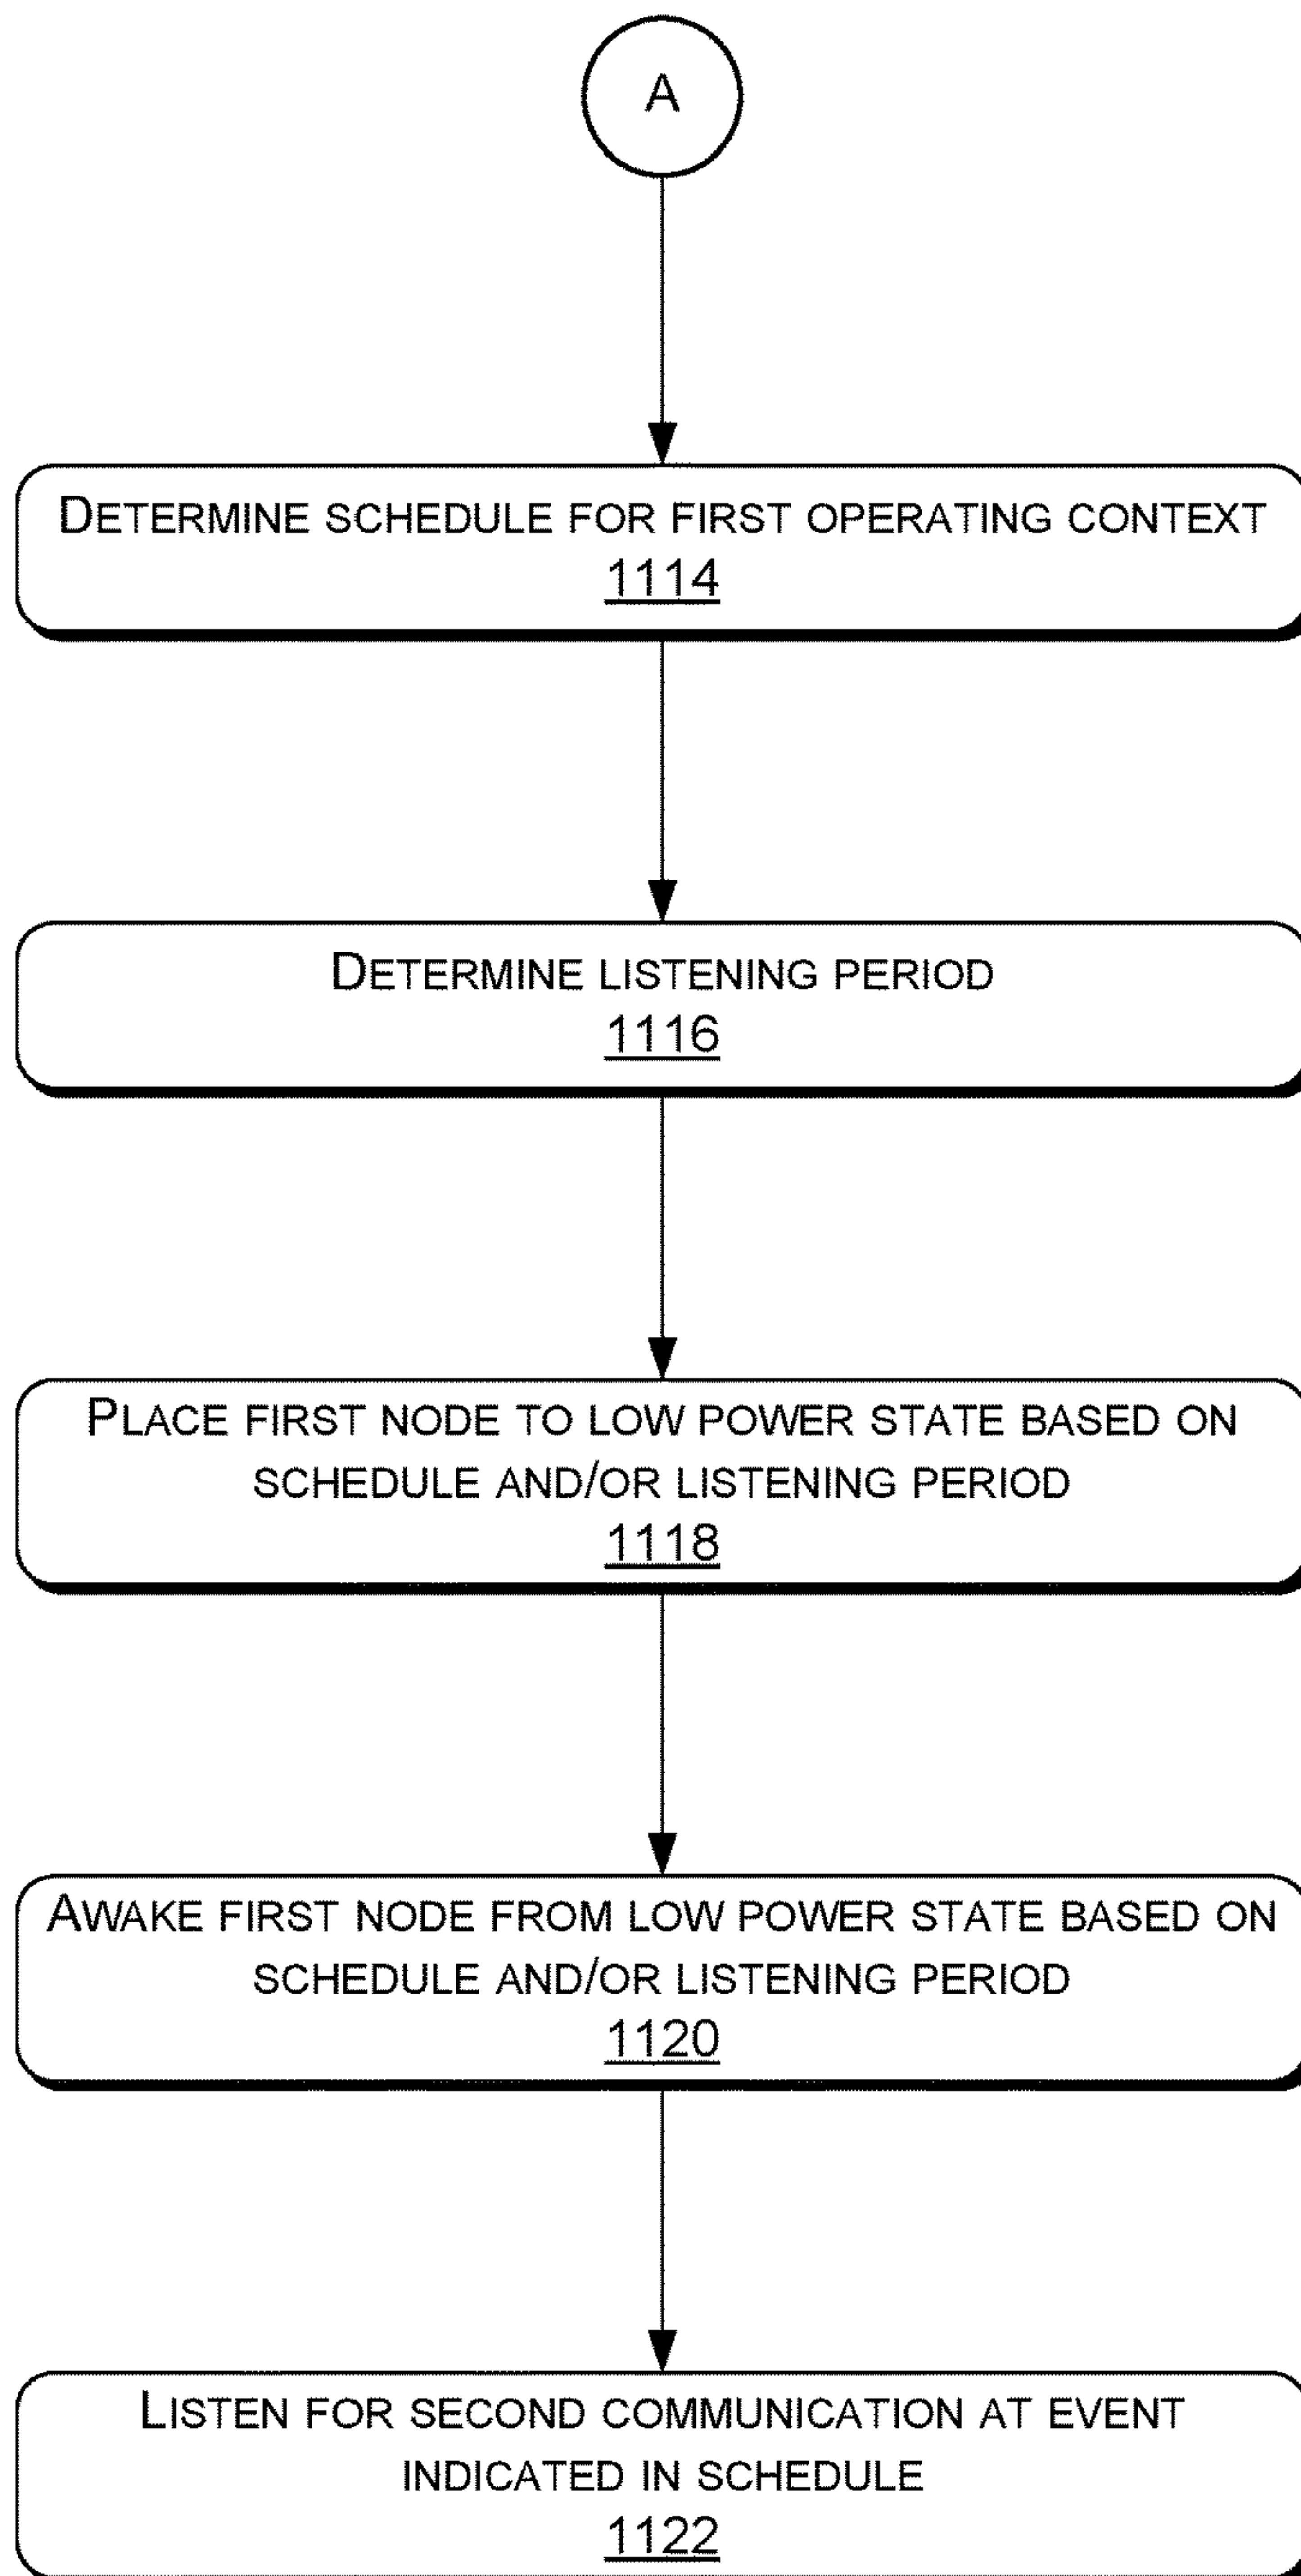 A
DETERMINE SCHEDULE FOR FIRST OPERATING CONTEXT
1114
DETERMINE LISTENING PERIOD
1116
PLACE FIRST NODE TO LOW POWER STATE BASED ON
SCHEDULE AND/OR LISTENING PERIOD
1118
AWAKE FIRST NODE FROM LOW POWER STATE BASED ON
SCHEDULE AND/OR LISTENING PERIOD
1120
LISTEN FOR SECOND COMMUNICATION AT EVENT
INDICATED IN SCHEDULE
1122